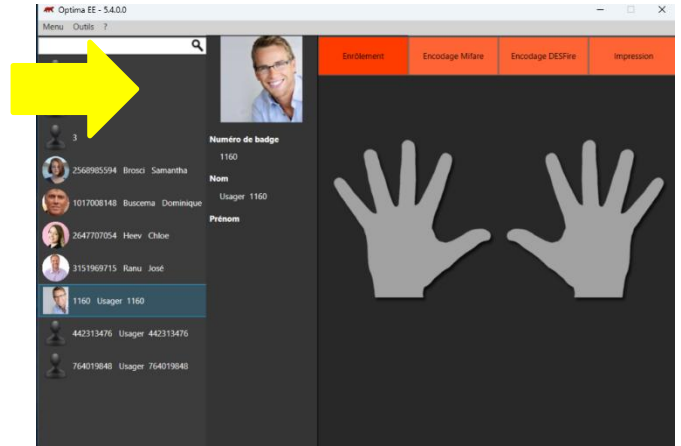 Optima EE - 5.4.0.0
Menu Outils ?
Enrôlement Encodage Mifare Encodage DESFire Impression
3
2568985594 Brosci Samantha
1017008148 Buscema Dominique
2647707054 Heev Chloe
3151969715 Ranu José
1160 Usager 1160
442313476 Usager 442313476
764019848 Usager 764019848
Numéro de badge
1160
Nom
Usager 1160
Prénom